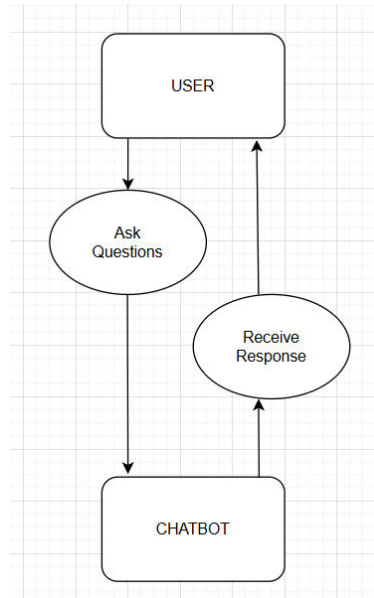 USER
Ask
Questions
Receive
Response
CHATBOT